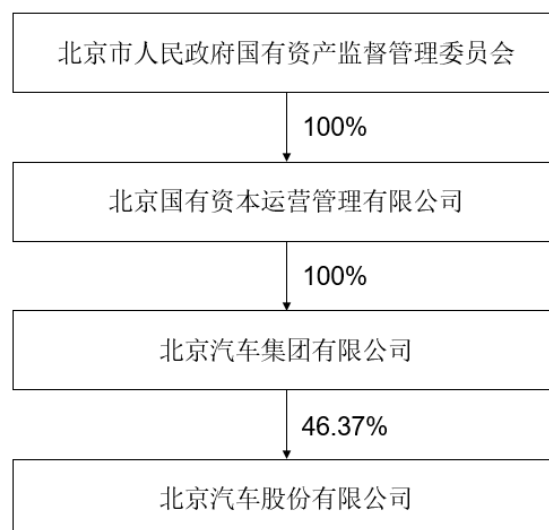 北京市人民政府国有资产监督管理委员会
100%
北京国有资本运营管理有限公司
100%
北京汽车集团有限公司
46.37%
北京汽车股份有限公司